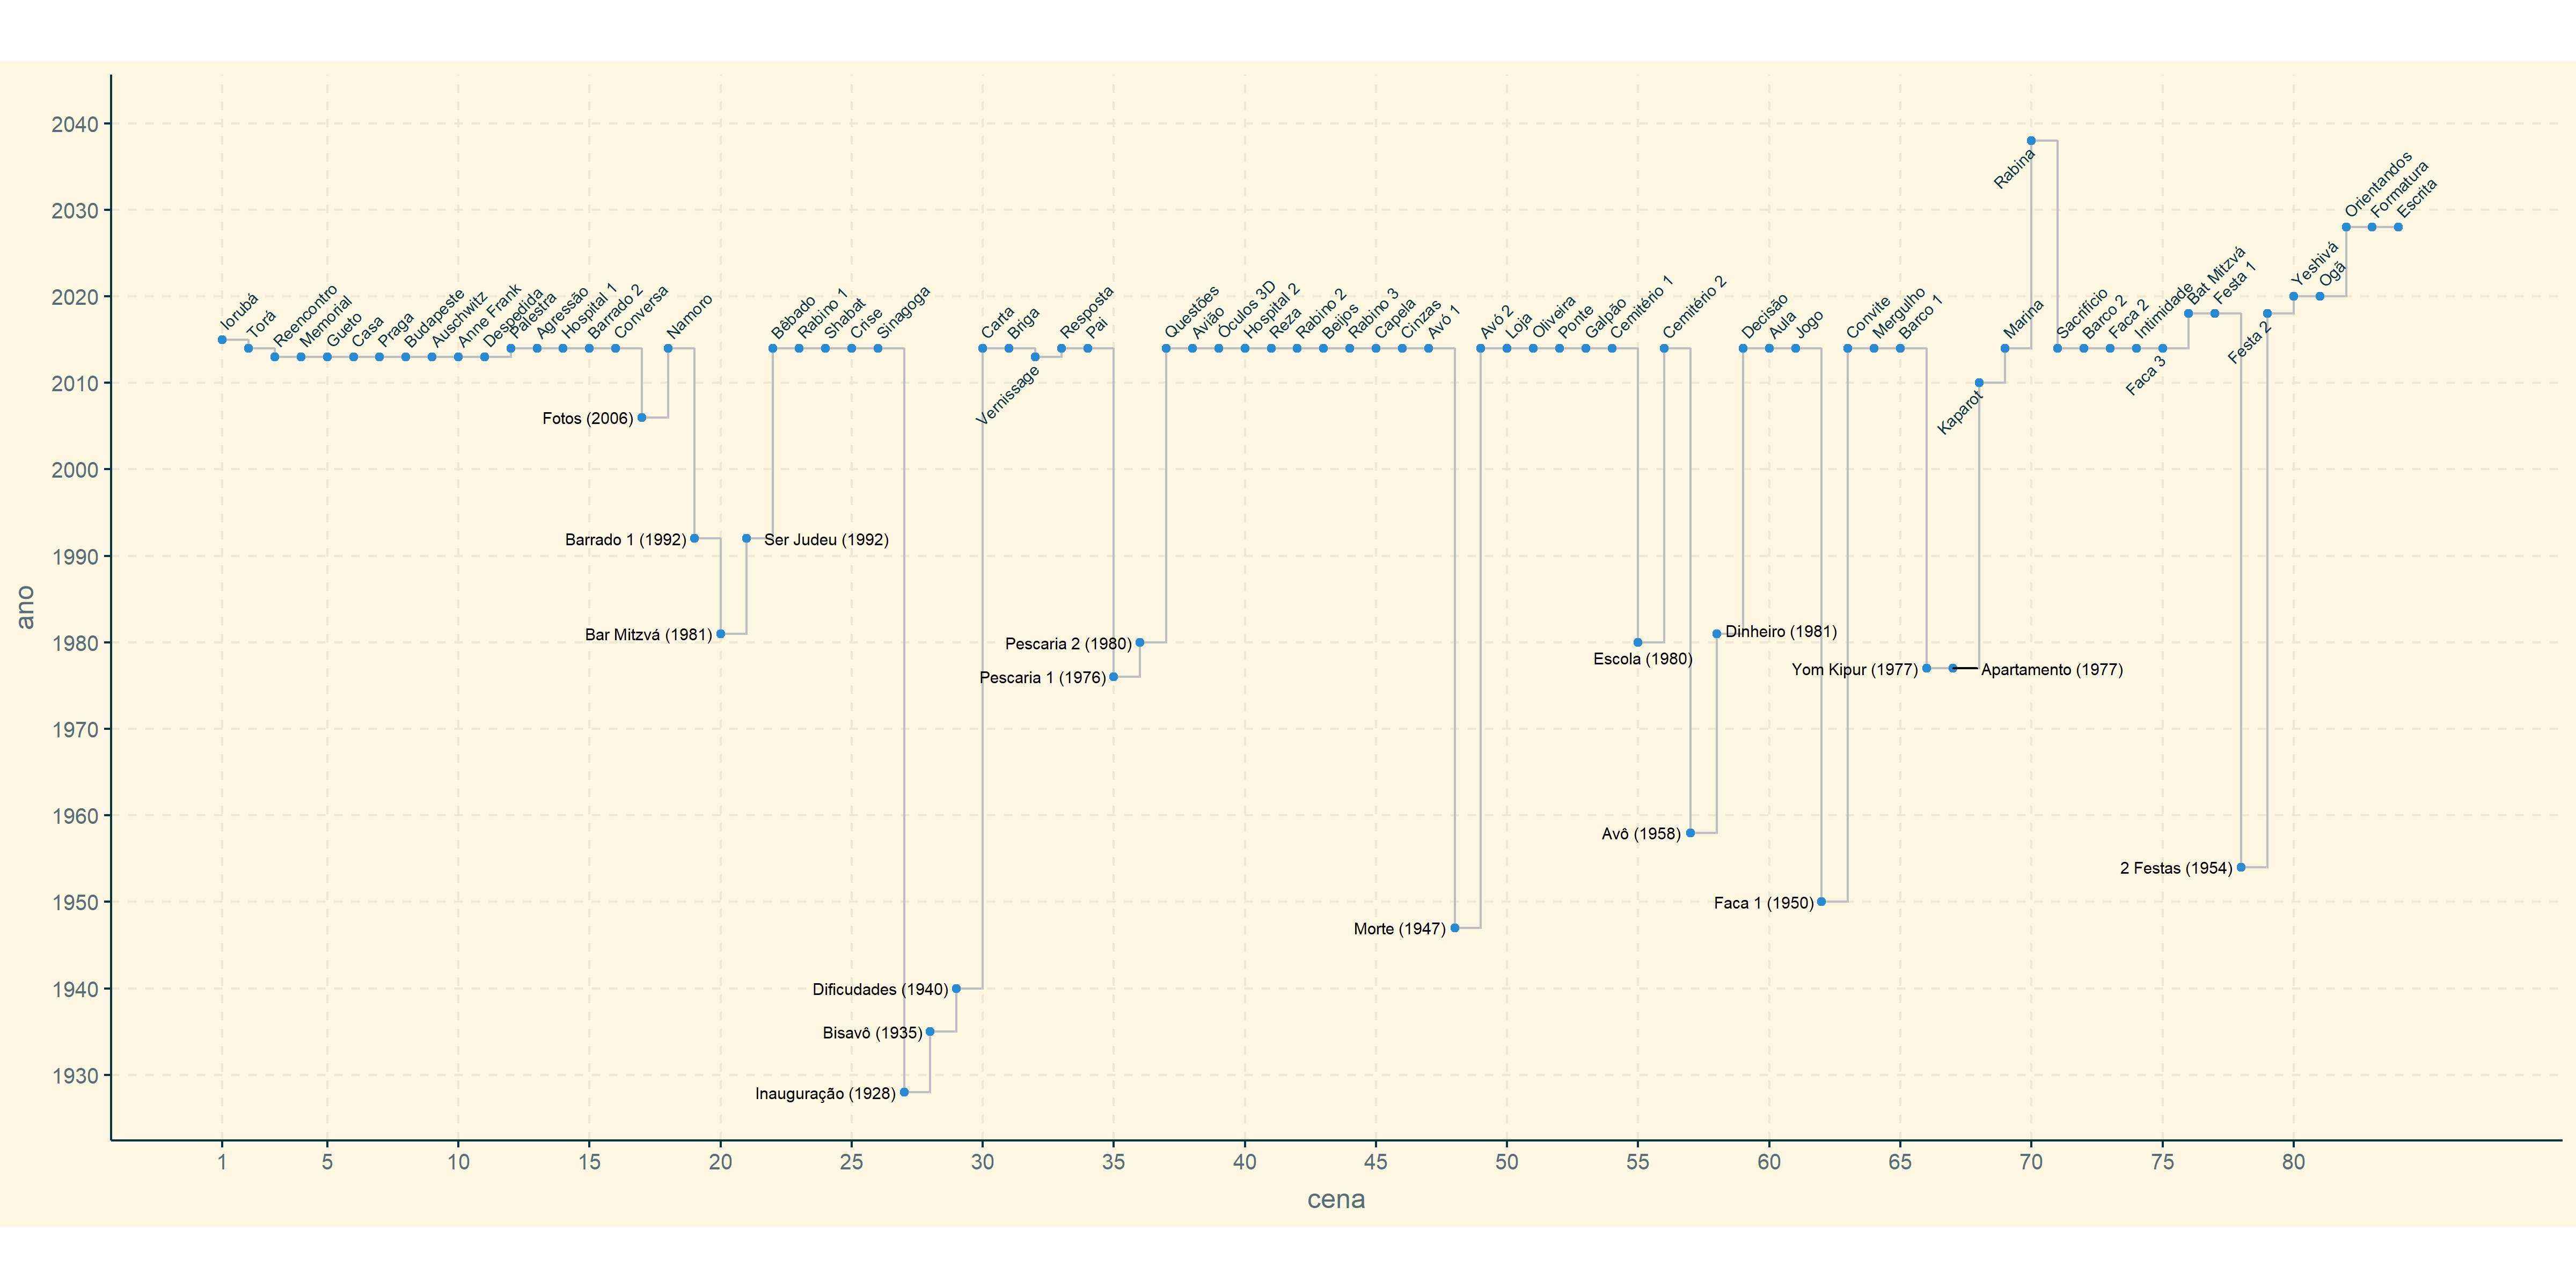 2040
2030
2020
2010
2000
1990
1980
1970
1960
1950
1940
1930
ano
Iorubá
Torá
Reencontro
Memorial
Gueto
Casa
Praga
Budapeste
Auschwitz
Anne Frank
Despedida
Palestra
Agressão
Hospital 1
Barrado 2
Conversa
Fotos (2006)
Namoro
Barrado 1 (1992)
Bar Mitzvá (1981)
Ser Judeu (1992)
Bêbado
Rabino 1
Shabat
Crise
Sinagoga
Inauguração (1928)
Bisavô (1935)
Dificudades (1940)
Carta
Briga
Vernissage
Resposta
Pai
Pescaria 1 (1976)
Pescaria 2 (1980)
Questões
Avião
Óculos 3D
Hospital 2
Reza
Rabino 2
Beijos
Rabino 3
Capela
Cinzas
Avó 1
Morte (1947)
Avó 2
Loja
Oliveira
Ponte
Galpão
Cemitério 1
Escola (1980)
Cemitério 2
Avô (1958)
Dinheiro (1981)
Decisão
Aula
Jogo
Faca 1 (1950)
Convite
Mergulho
Barco 1
Yom Kipur (1977)
Apartamento (1977)
Kaparot
Marina
Rabina
Sacrifício
Barco 2
Faca 2
Intimidade
Faca 3
Bat Mitzvá
Festa 1
2 Festas (1954)
Festa 2
Yeshivá
Ogã
Orientandos
Formatura
Escrita
1 5 10 15 20 25 30 35 40 45 50 55 60 65 70 75 80
cena